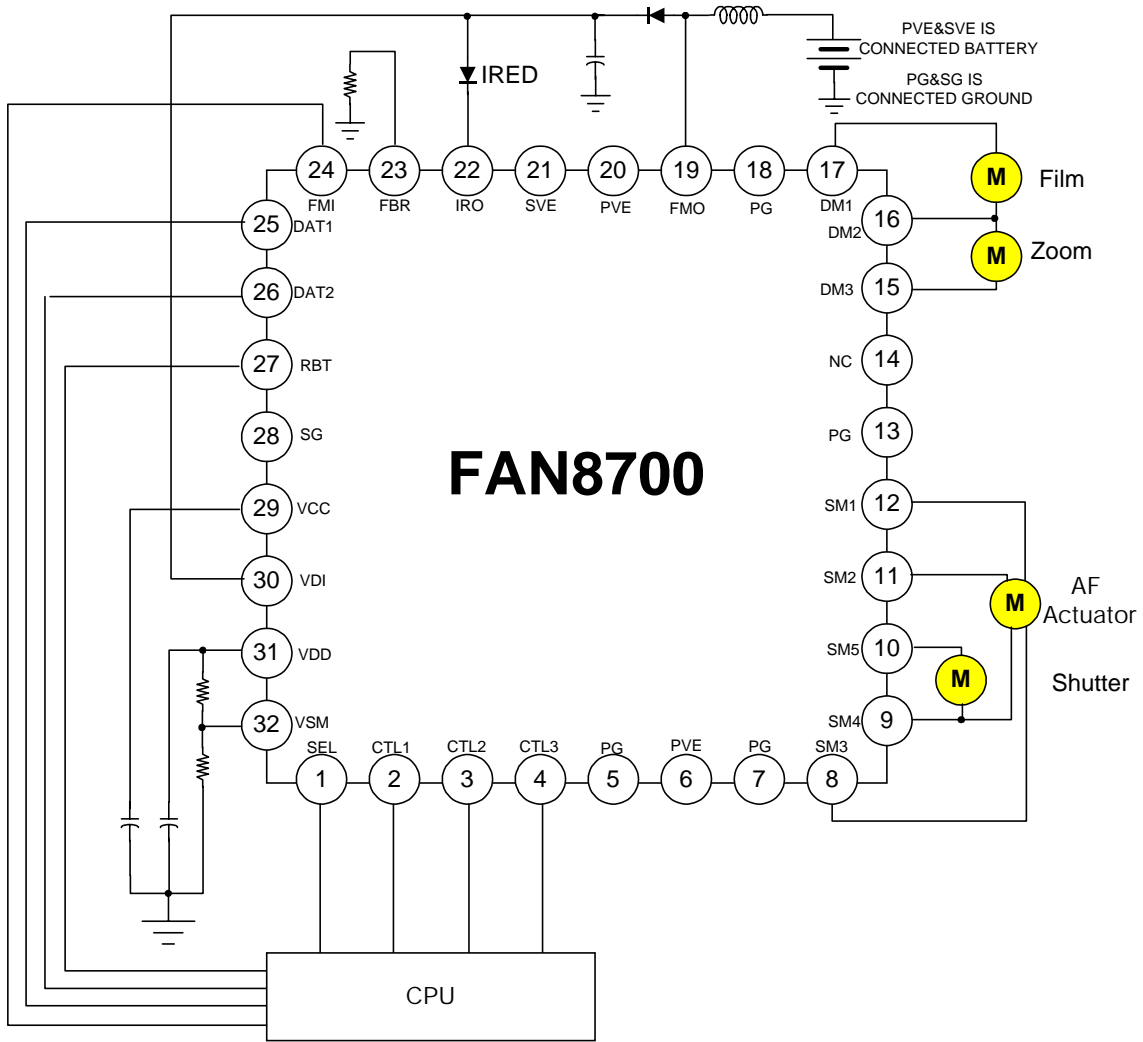 PVE&SVE IS
CONNECTED BATTERY
IRED
PG&SG IS
CONNECTED GROUND
24
23
22
21
20
19
18
17
M
Film
FMI
FBR
IRO
SVE
PVE
FMO
PG
DM1
25
DAT1
16
DM2
M
Zoom
26
DAT2
DM3
15
27
RBT
NC
14
28
SG
PG
13
FAN8700
29
VCC
SM1
12
30
VDI
SM2
11
M
AF
Actuator
31
VDD
SM5
10
M
Shutter
32
VSM
SM4
9
SEL
CTL1
CTL2
CTL3
PG
PVE
PG
SM3
1
2
3
4
5
6
7
8
CPU